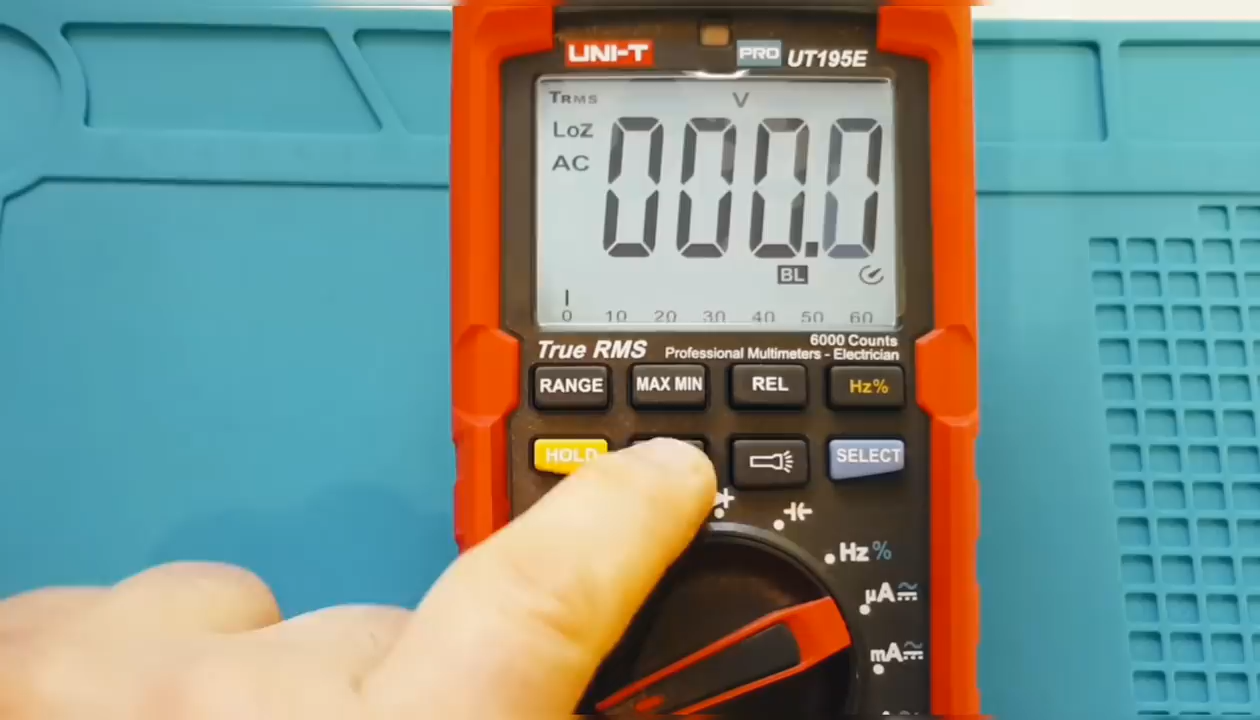 UNI-T PRO UT195E
TRMS V
LoZ
AC
000.0
BL
0 10 20 30 40 50 60
6000 Counts
True RMS Professional Multimeters - Electrician
RANGE MAX MIN REL Hz%
HOLD SELECT
Hz%
µA
mA